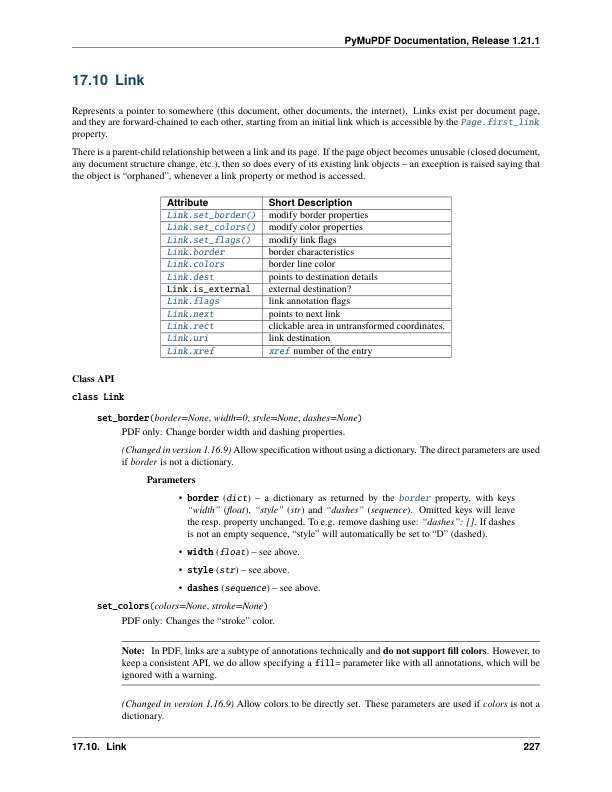 PyMuPDF Documentation, Release 1.21.1
17.10 Link
Represents a pointer to somewhere (this document, other documents, the internet). Links exist per document page,
and they are forward-chained to each other, starting from an initial link which is accessible by the Page.first_link
property.
There is a parent-child relationship between a link and its page. If the page object becomes unusable (closed document,
any document structure change, etc.), then so does every of its existing link objects – an exception is raised saying that
the object is “orphaned”, whenever a link property or method is accessed.
Attribute Short Description
Link.set_border() modify border properties
Link.set_colors() modify color properties
Link.set_flags() modify link flags
Link.border border characteristics
Link.colors border line color
Link.dest points to destination details
Link.is_external external destination?
Link.flags link annotation flags
Link.next points to next link
Link.rect clickable area in untransformed coordinates.
Link.uri link destination
Link.xref xref number of the entry
Class API
class Link
set_border(border=None, width=0, style=None, dashes=None)
PDF only: Change border width and dashing properties.
(Changed in version 1.16.9) Allow specification without using a dictionary. The direct parameters are used
if border is not a dictionary.
Parameters
• border (dict) – a dictionary as returned by the border property, with keys
“width” (float), “style” (str) and “dashes” (sequence). Omitted keys will leave
the resp. property unchanged. To e.g. remove dashing use: “dashes”: []. If dashes
is not an empty sequence, “style” will automatically be set to “D” (dashed).
• width (float) – see above.
• style (str) – see above.
• dashes (sequence) – see above.
set_colors(colors=None, stroke=None)
PDF only: Changes the “stroke” color.
Note: In PDF, links are a subtype of annotations technically and do not support fill colors. However, to
keep a consistent API, we do allow specifying a fill= parameter like with all annotations, which will be
ignored with a warning.
(Changed in version 1.16.9) Allow colors to be directly set. These parameters are used if colors is not a
dictionary.
17.10. Link 227